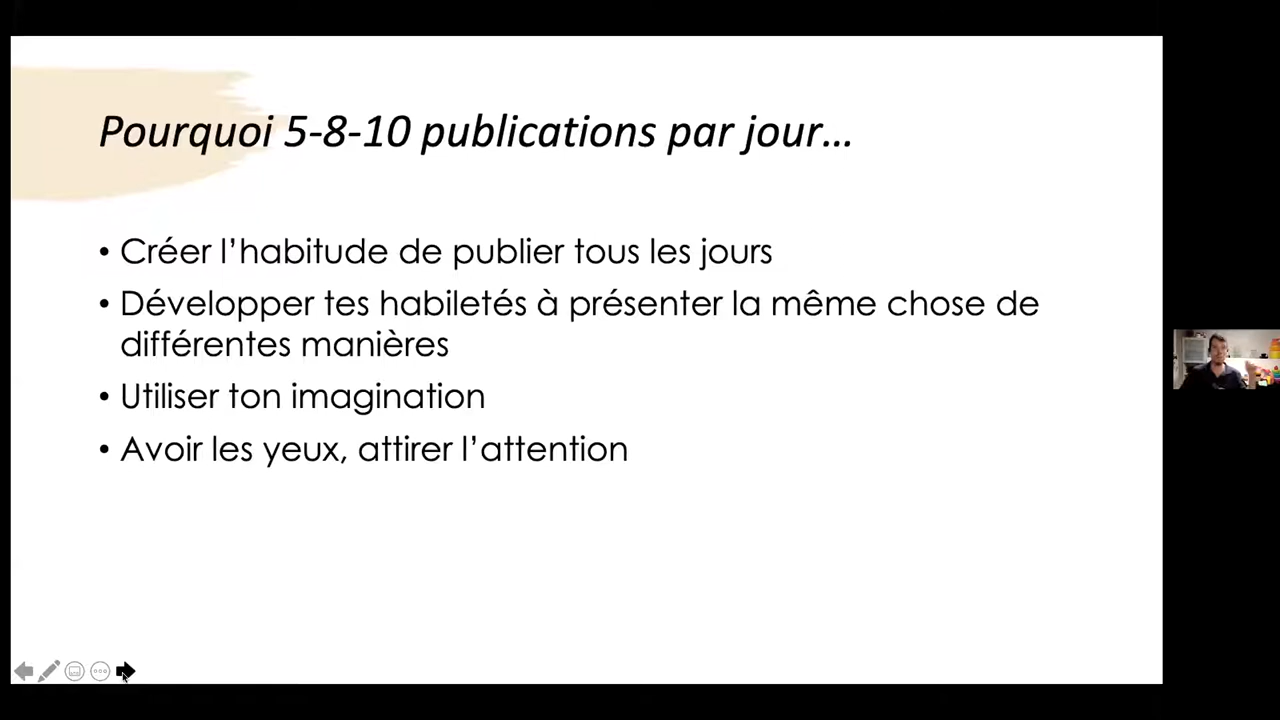 Pourquoi 5-8-10 publications par jour...
• Créer l’habitude de publier tous les jours
• Développer tes habiletés à présenter la même chose de
différentes manières
• Utiliser ton imagination
• Avoir les yeux, attirer l’attention